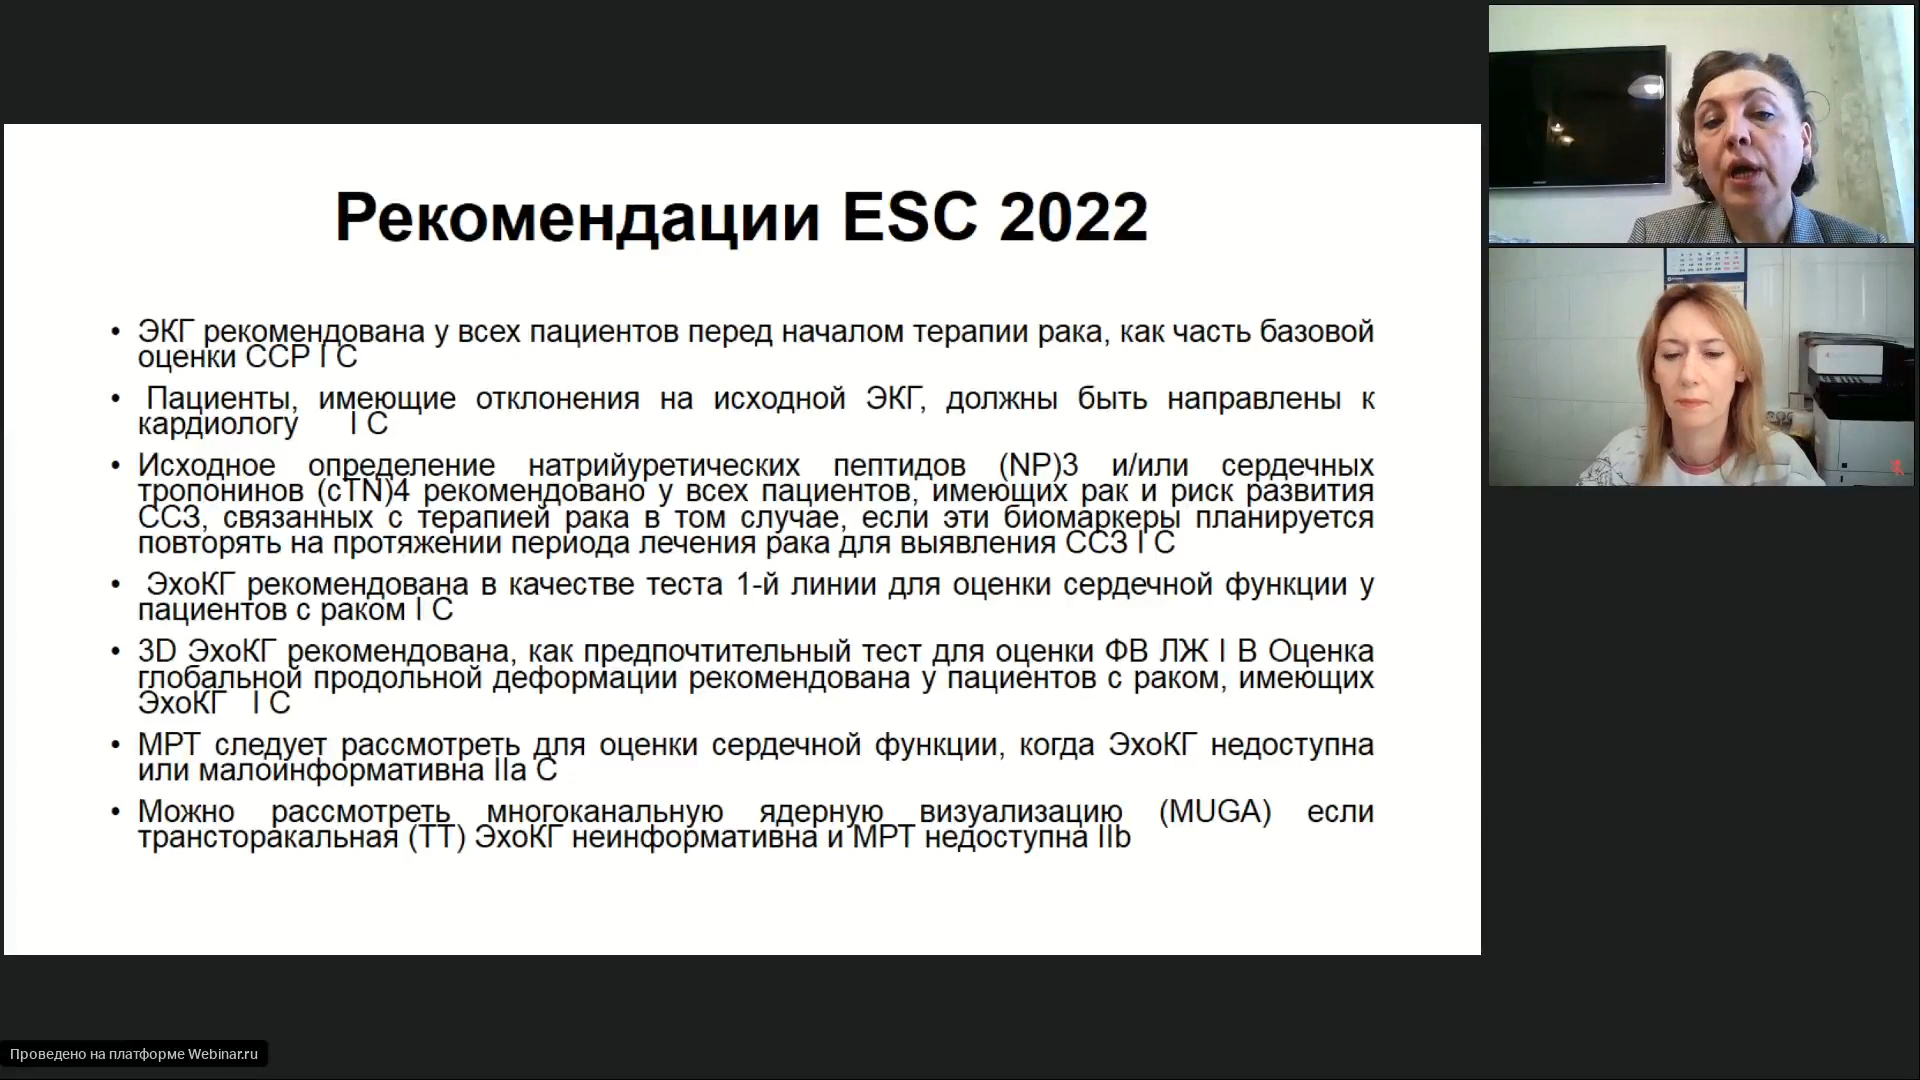 Рекомендации ESC 2022
• ЭКГ рекомендована у всех пациентов перед началом терапии рака, как часть базовой
оценки ССР I C
• Пациенты, имеющие отклонения на исходной ЭКГ, должны быть направлены к
кардиологу I C
• Исходное определение натрийуретических пептидов (NP)3 и/или сердечных
тропонинов (cTN)4 рекомендовано у всех пациентов, имеющих рак и риск развития
ССЗ, связанных с терапией рака в том случае, если эти биомаркеры планируется
повторять на протяжении периода лечения рака для выявления ССЗ I C
• ЭхоКГ рекомендована в качестве теста 1-й линии для оценки сердечной функции у
пациентов с раком I C
• 3D ЭхоКГ рекомендована, как предпочтительный тест для оценки ФВ ЛЖ I B Оценка
глобальной продольной деформации рекомендована у пациентов с раком, имеющих
ЭхоКГ I C
• МРТ следует рассмотреть для оценки сердечной функции, когда ЭхоКГ недоступна
или малоинформативна IIa C
• Можно рассмотреть многоканальную ядерную визуализацию (MUGA) если
трансторакальная (ТТ) ЭхоКГ неинформативна и МРТ недоступна IIb
Проведено на платформе Webinar.ru